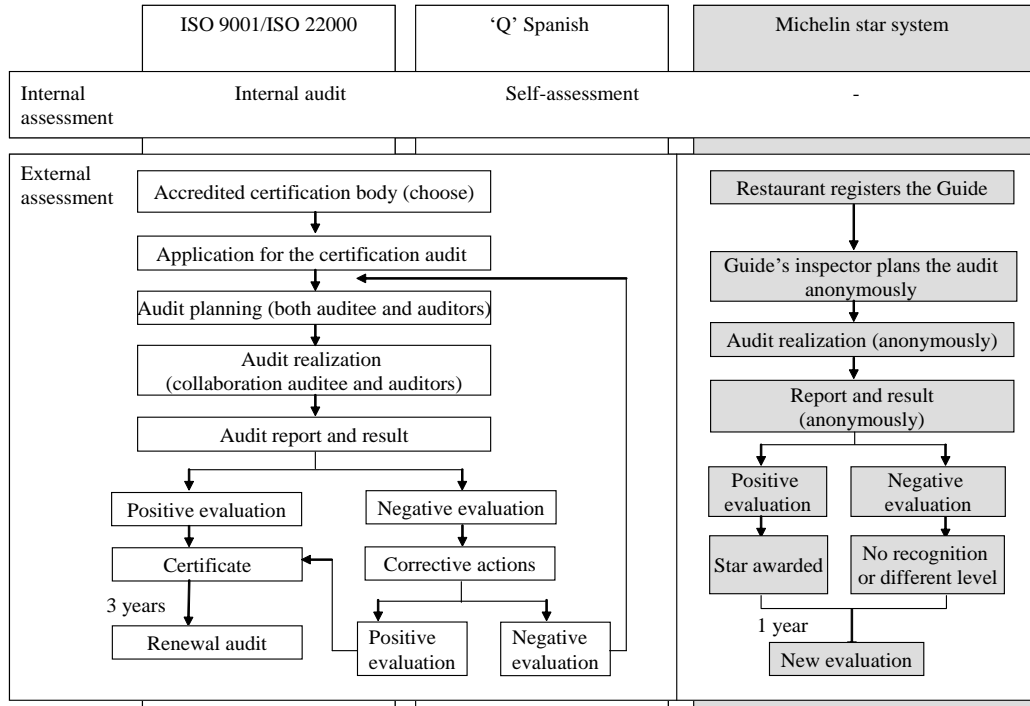 ISO 9001/ISO 22000
‘Q’ Spanish
Michelin star system
Internal
assessment
Internal audit
Self-assessment
-
External
assessment
Accredited certification body (choose)
Application for the certification audit
Audit planning (both auditee and auditors)
Audit realization
(collaboration auditee and auditors)
Audit report and result
Positive evaluation
Negative evaluation
Certificate
Corrective actions
3 years
Renewal audit
Positive
evaluation
Negative
evaluation
Restaurant registers the Guide
Guide’s inspector plans the audit
anonymously
Audit realization (anonymously)
Report and result
(anonymously)
Positive
evaluation
Negative
evaluation
Star awarded
No recognition
or different level
1 year
New evaluation